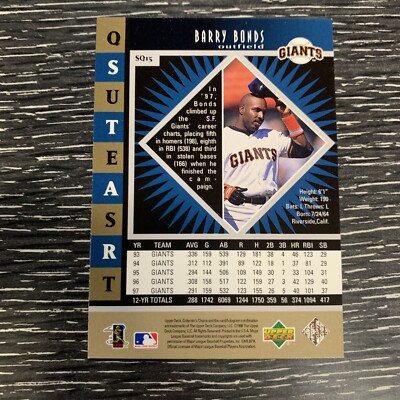 BARRY BONDS
outfield
GIANTS
SQ15
Q
S
U
T
E
A
S
R
T
In
'97,
Bonds
climbed up
the S.F.
Giants' career
charts, placing fifth
in homers (198), eighth
in RBI (538) and third
in stolen bases
(166) when
he finished
the cam-
paign.
GIANTS
Height: 6'1"
Weight: 190
Bats: L Throws: L
Born: 7/24/64
Riverside, Calif.
YR TEAM AVG G AB R H 2B 3B HR RBI SB
93 GIANTS .336 159 539 129 181 38 4 46 123 29
94 GIANTS .312 112 391 89 122 18 1 37 81 29
95 GIANTS .294 144 506 109 149 30 7 33 104 31
96 GIANTS .308 158 517 122 159 27 3 42 129 40
97 GIANTS .291 159 532 123 155 26 5 40 101 37
12-YR TOTALS .288 1742 6069 1244 1750 359 56 374 1094 417
UPPER DECK